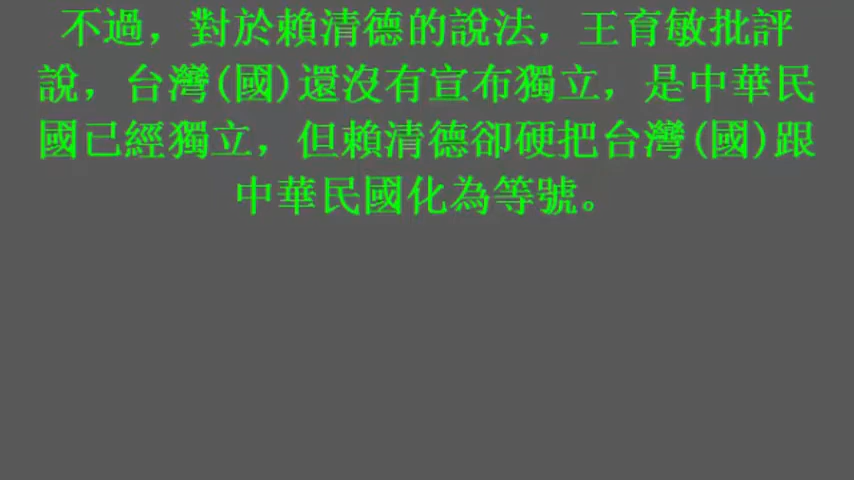 不過，對於賴清德的說法，王育敏批評
說，台灣(國)還沒有宣布獨立，是中華民
國已經獨立，但賴清德卻硬把台灣(國)跟
中華民國化為等號。